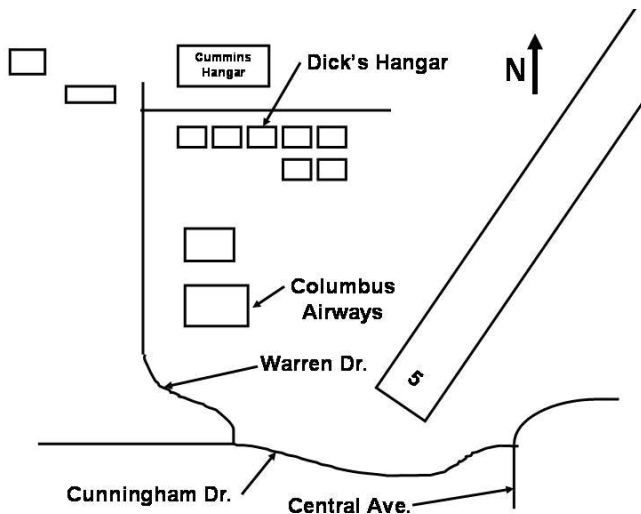 Cummins
Hangar
Dick's Hangar
N
Columbus
Airways
Warren Dr.
5
Cunningham Dr.
Central Ave.